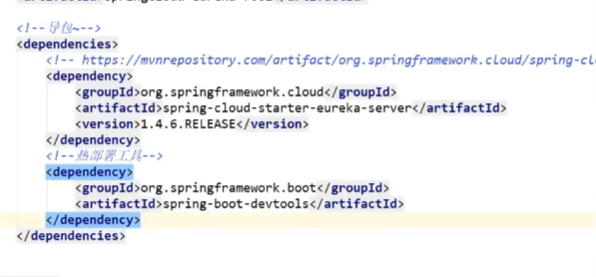 <!--导包~-->
<dependencies>
<!-- https://mvnrepository.com/artifact/org.springframework.cloud/spring-cl
<dependency>
<groupId>org.springframework.cloud</groupId>
<artifactId>spring-cloud-starter-eureka-server</artifactId>
<version>1.4.6.RELEASE</version>
</dependency>
<!--热部署工具-->
<dependency>
<groupId>org.springframework.boot</groupId>
<artifactId>spring-boot-devtools</artifactId>
</dependency>
</dependencies>